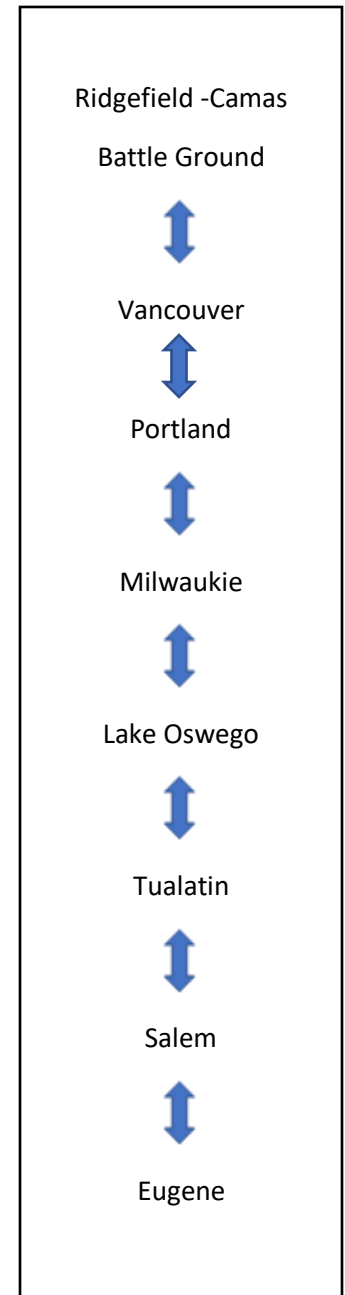 Ridgefield -Camas
Battle Ground
Vancouver
Portland
Milwaukie
Lake Oswego
Tualatin
Salem
Eugene